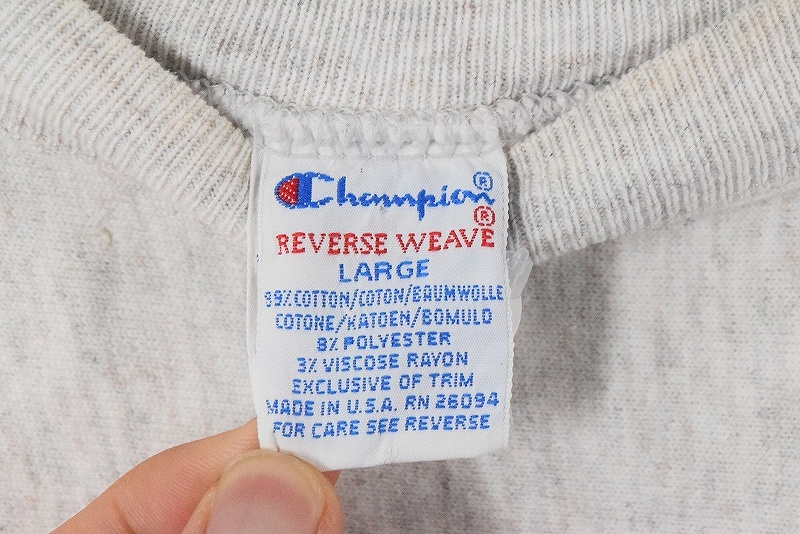 Champion®
REVERSE WEAVE®
LARGE
89% COTTON/COTON/BAUMWOLLE
COTONE/KATOEN/BOMULD
8% POLYESTER
3% VISCOSE RAYON
EXCLUSIVE OF TRIM
MADE IN U.S.A. RN 26094
FOR CARE SEE REVERSE